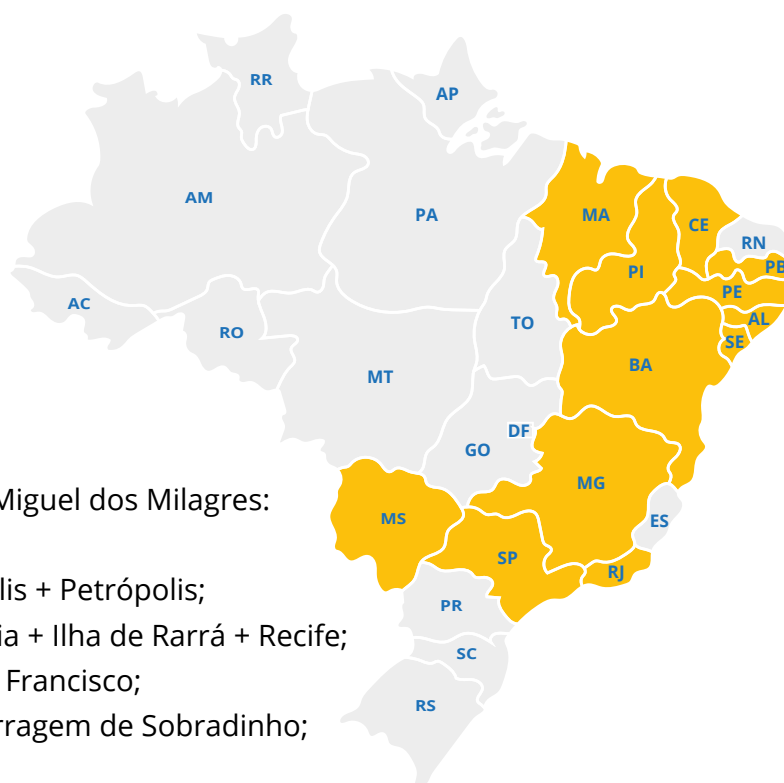 RR
AP
AM
PA
MA
CE
RN
PB
PI
PE
AC
AL
TO
RO
SE
BA
MT
DF
GO
MG
Miguel dos Milagres:
MS
ES
SP
RJ
lis + Petrópolis;
PR
ia + Ilha de Rarrá + Recife;
SC
Francisco;
RS
rragem de Sobradinho;